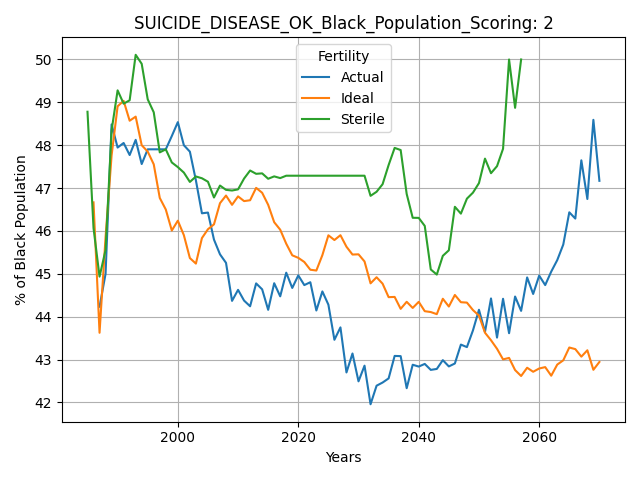 SUICIDE_DISEASE_OK_Black_Population_Scoring: 2
Fertility
Actual
Ideal
Sterile
% of Black Population
50
49
48
47
46
45
44
43
42
2000
2020
2040
2060
Years